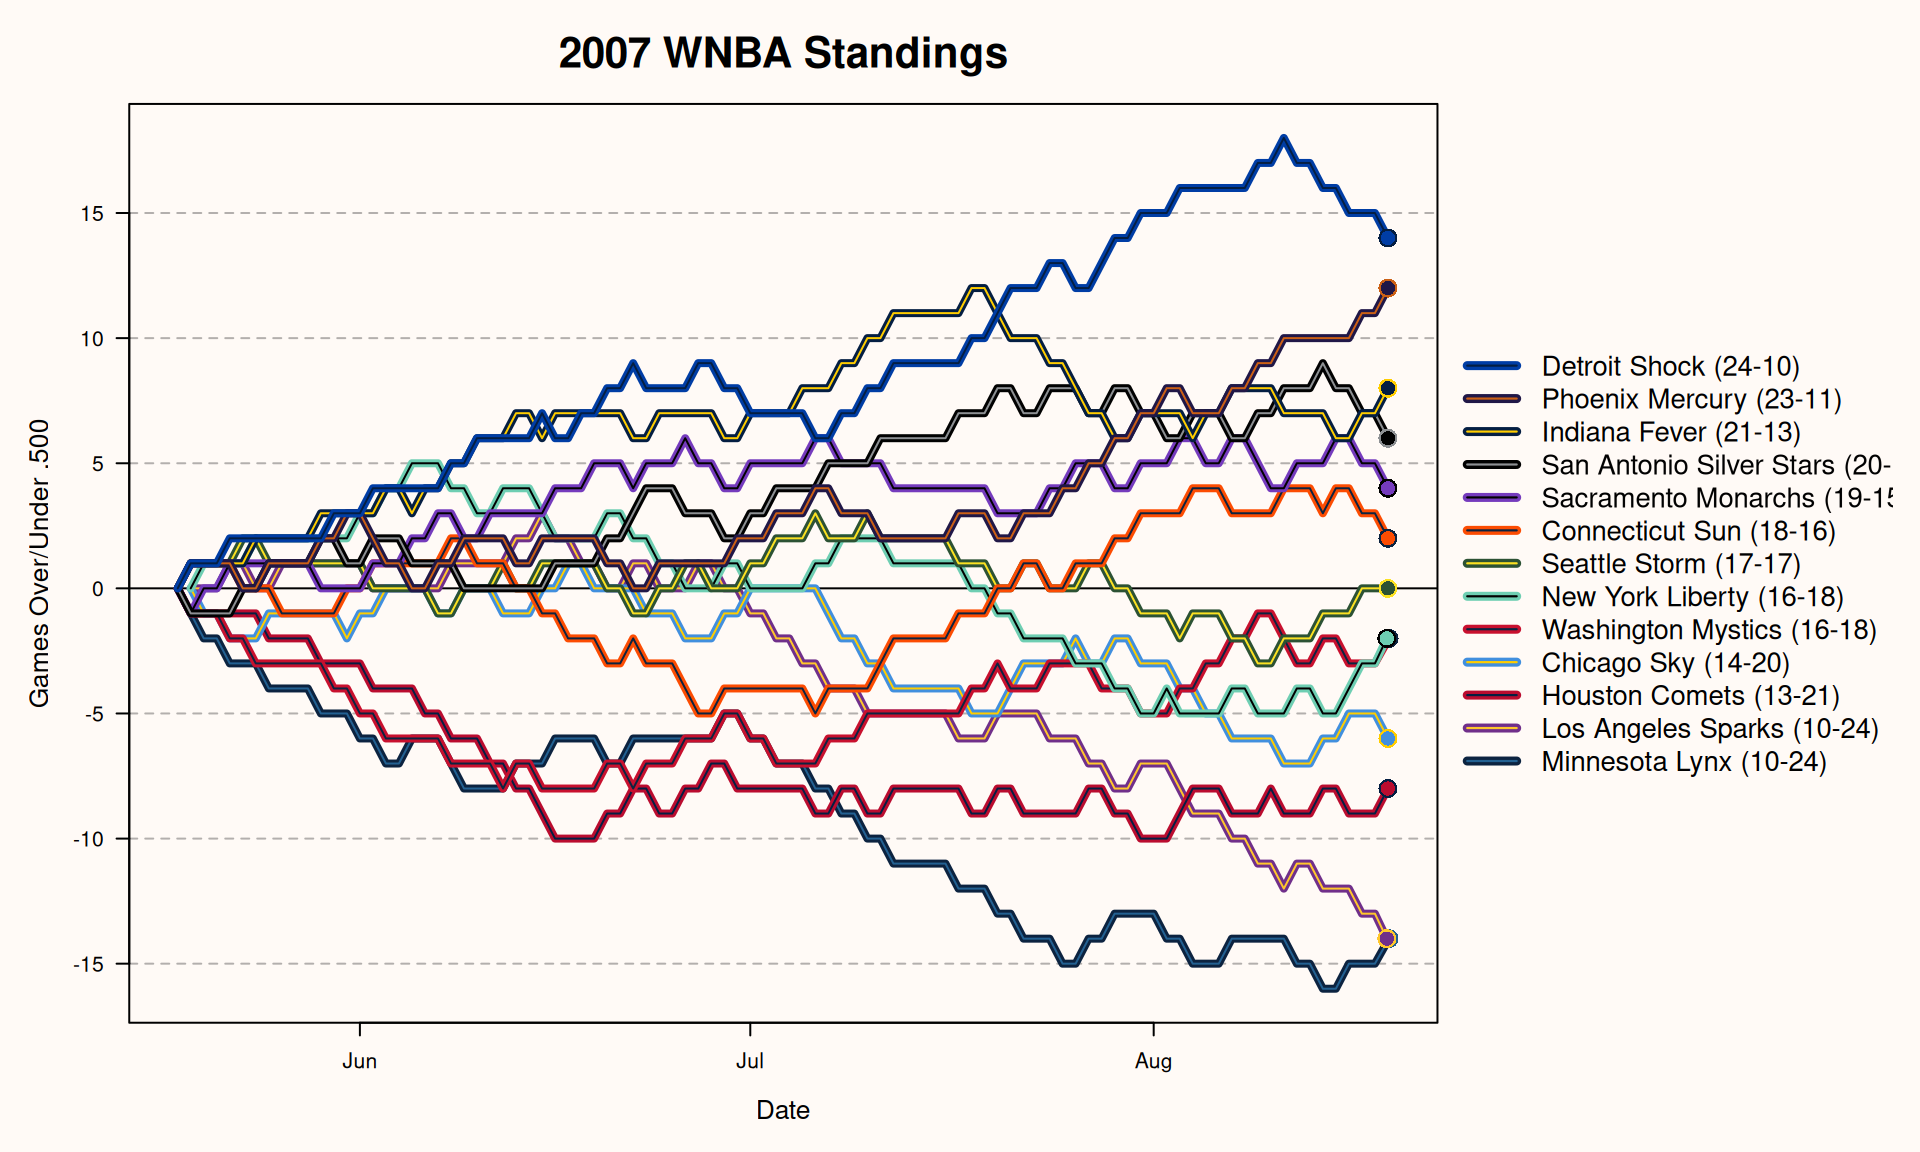 2007 WNBA Standings
Games Over/Under .500
15
10
5
0
-5
-10
-15
Jun
Jul
Aug
Date
Detroit Shock (24-10)
Phoenix Mercury (23-11)
Indiana Fever (21-13)
San Antonio Silver Stars (20-
Sacramento Monarchs (19-15
Connecticut Sun (18-16)
Seattle Storm (17-17)
New York Liberty (16-18)
Washington Mystics (16-18)
Chicago Sky (14-20)
Houston Comets (13-21)
Los Angeles Sparks (10-24)
Minnesota Lynx (10-24)